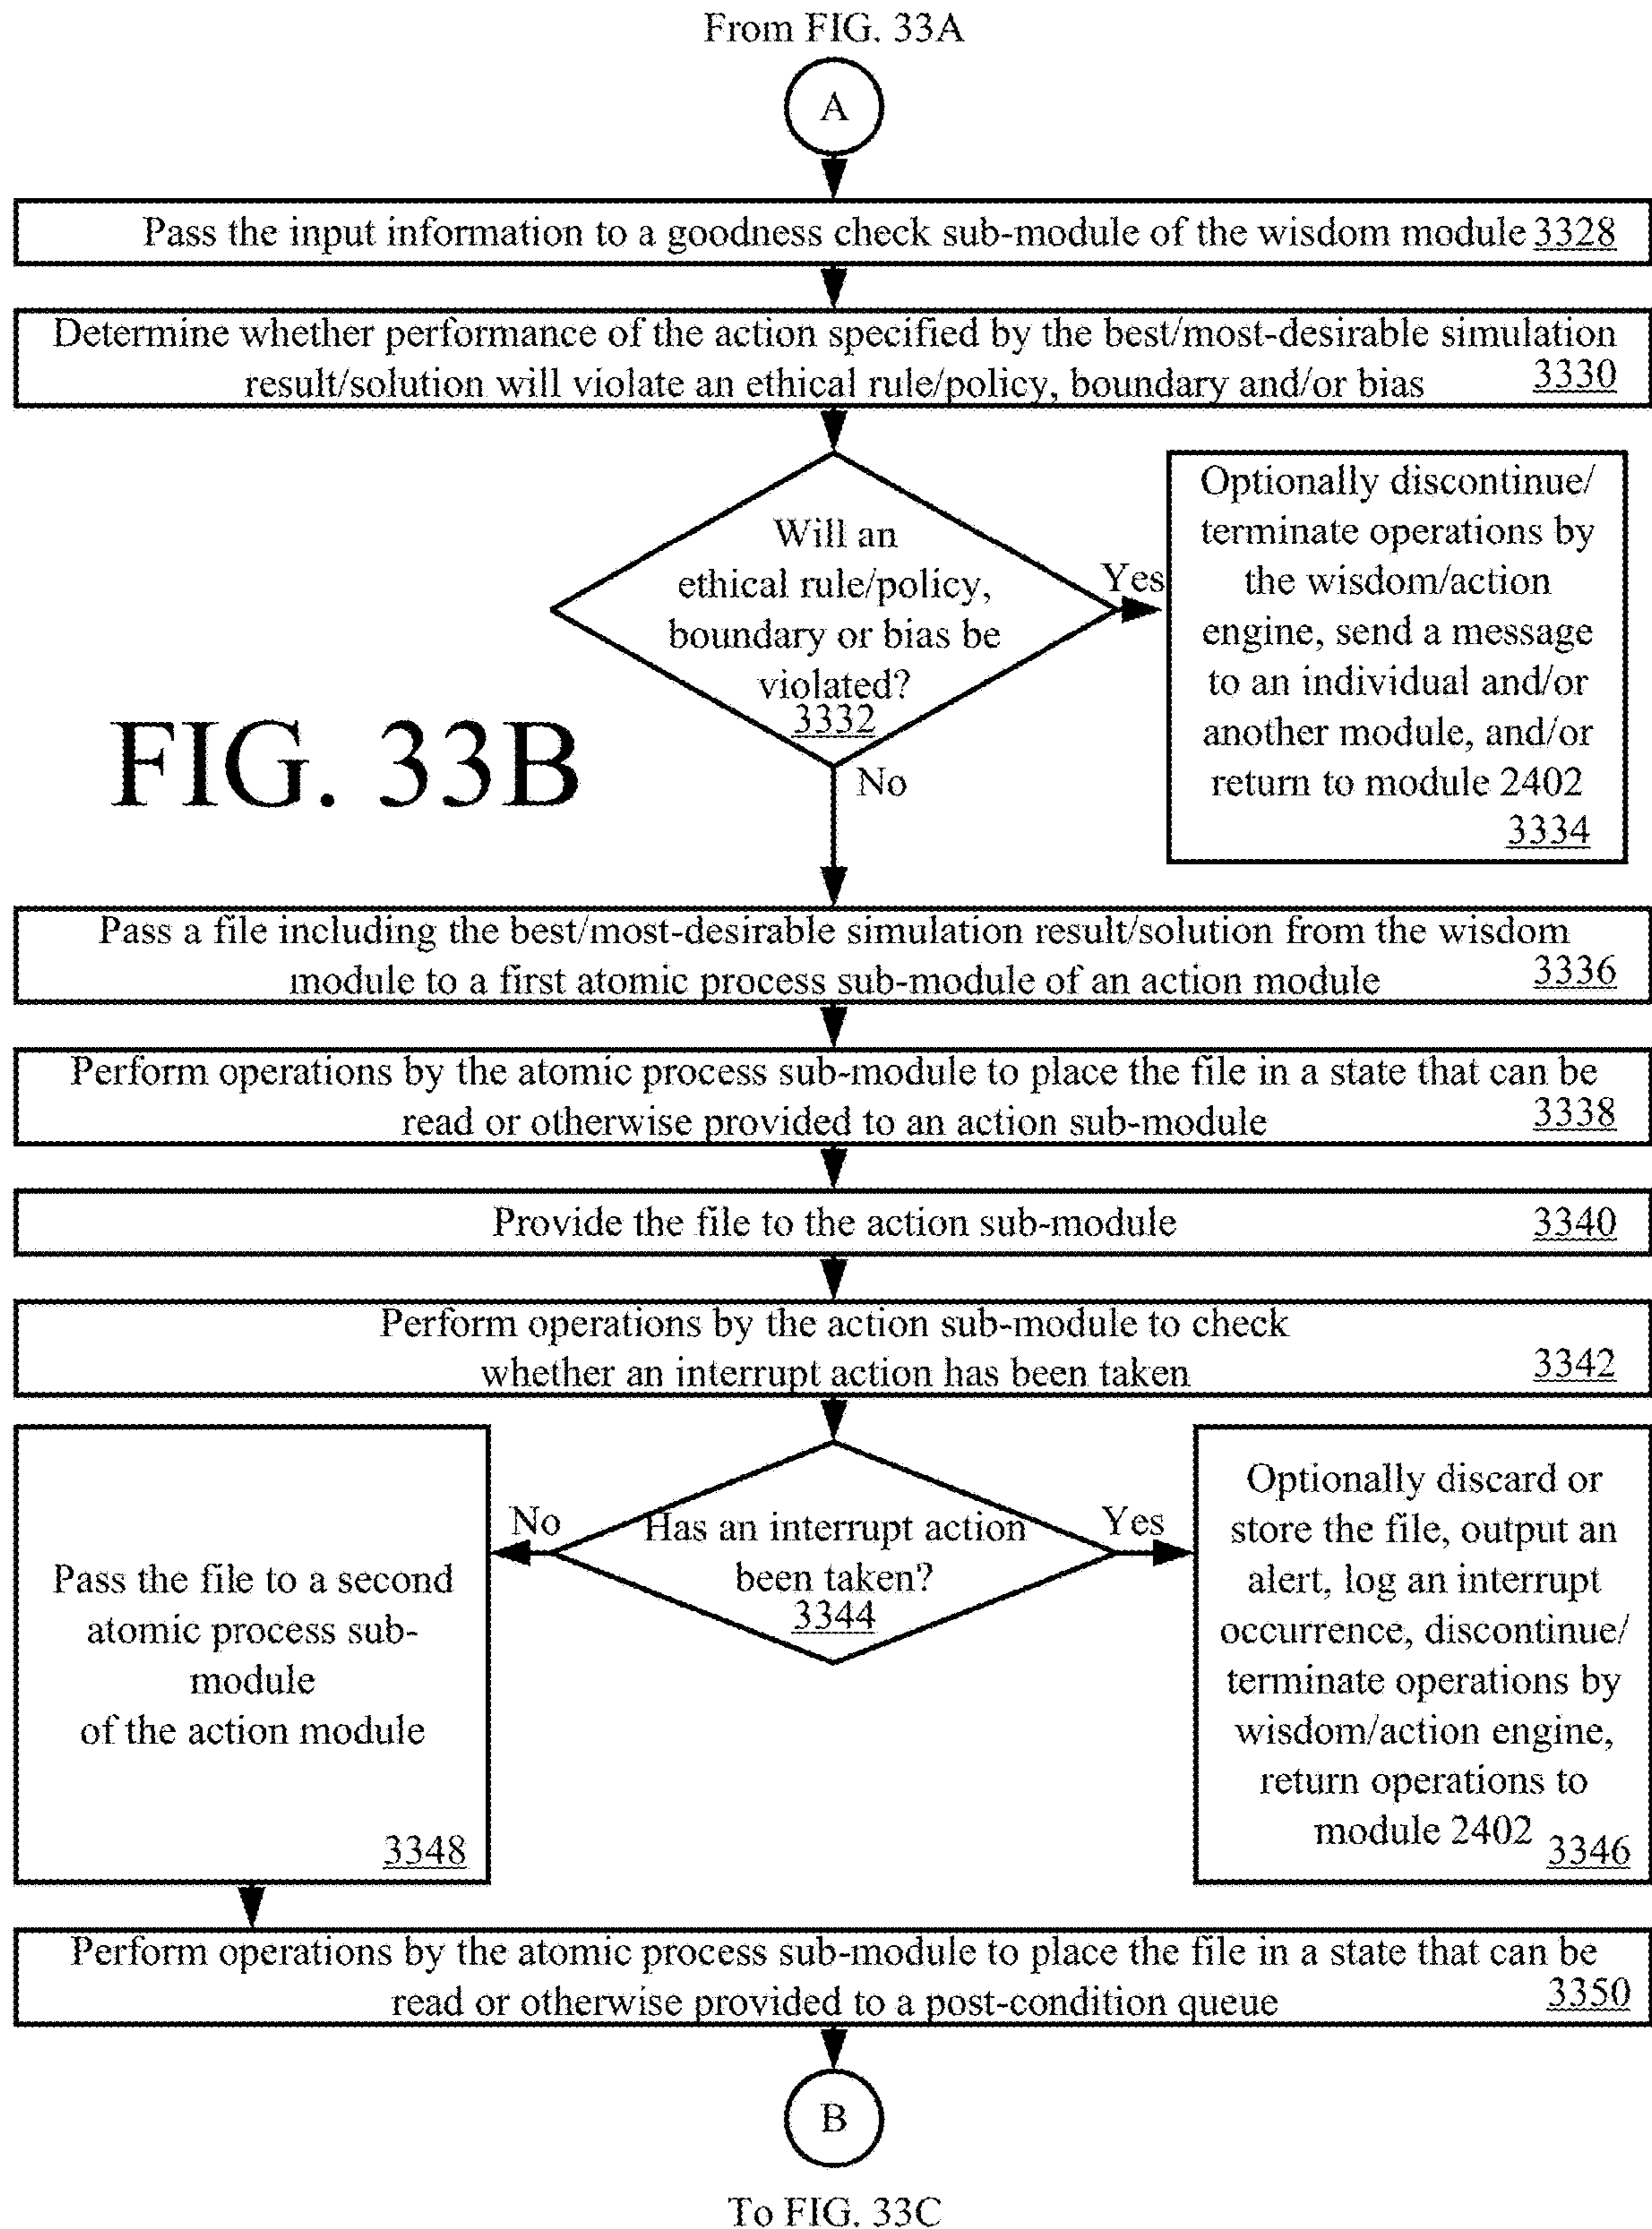 From FIG. 33A
A
Pass the input information to a goodness check sub-module of the wisdom module 3328
Determine whether performance of the action specified by the best/most-desirable simulation
result/solution will violate an ethical rule/policy, boundary and/or bias 3330
Will an
ethical rule/policy,
boundary or bias be
violated?
3332
Yes
No
Optionally discontinue/
terminate operations by
the wisdom/action
engine, send a message
to an individual and/or
another module, and/or
return to module 2402
3334
FIG. 33B
Pass a file including the best/most-desirable simulation result/solution from the wisdom
module to a first atomic process sub-module of an action module 3336
Perform operations by the atomic process sub-module to place the file in a state that can be
read or otherwise provided to an action sub-module 3338
Provide the file to the action sub-module 3340
Perform operations by the action sub-module to check
whether an interrupt action has been taken 3342
Has an interrupt action
been taken?
3344
No
Yes
Pass the file to a second
atomic process sub-
module
of the action module
3348
Optionally discard or
store the file, output an
alert, log an interrupt
occurrence, discontinue/
terminate operations by
wisdom/action engine,
return operations to
module 2402 3346
Perform operations by the atomic process sub-module to place the file in a state that can be
read or otherwise provided to a post-condition queue 3350
B
To FIG. 33C